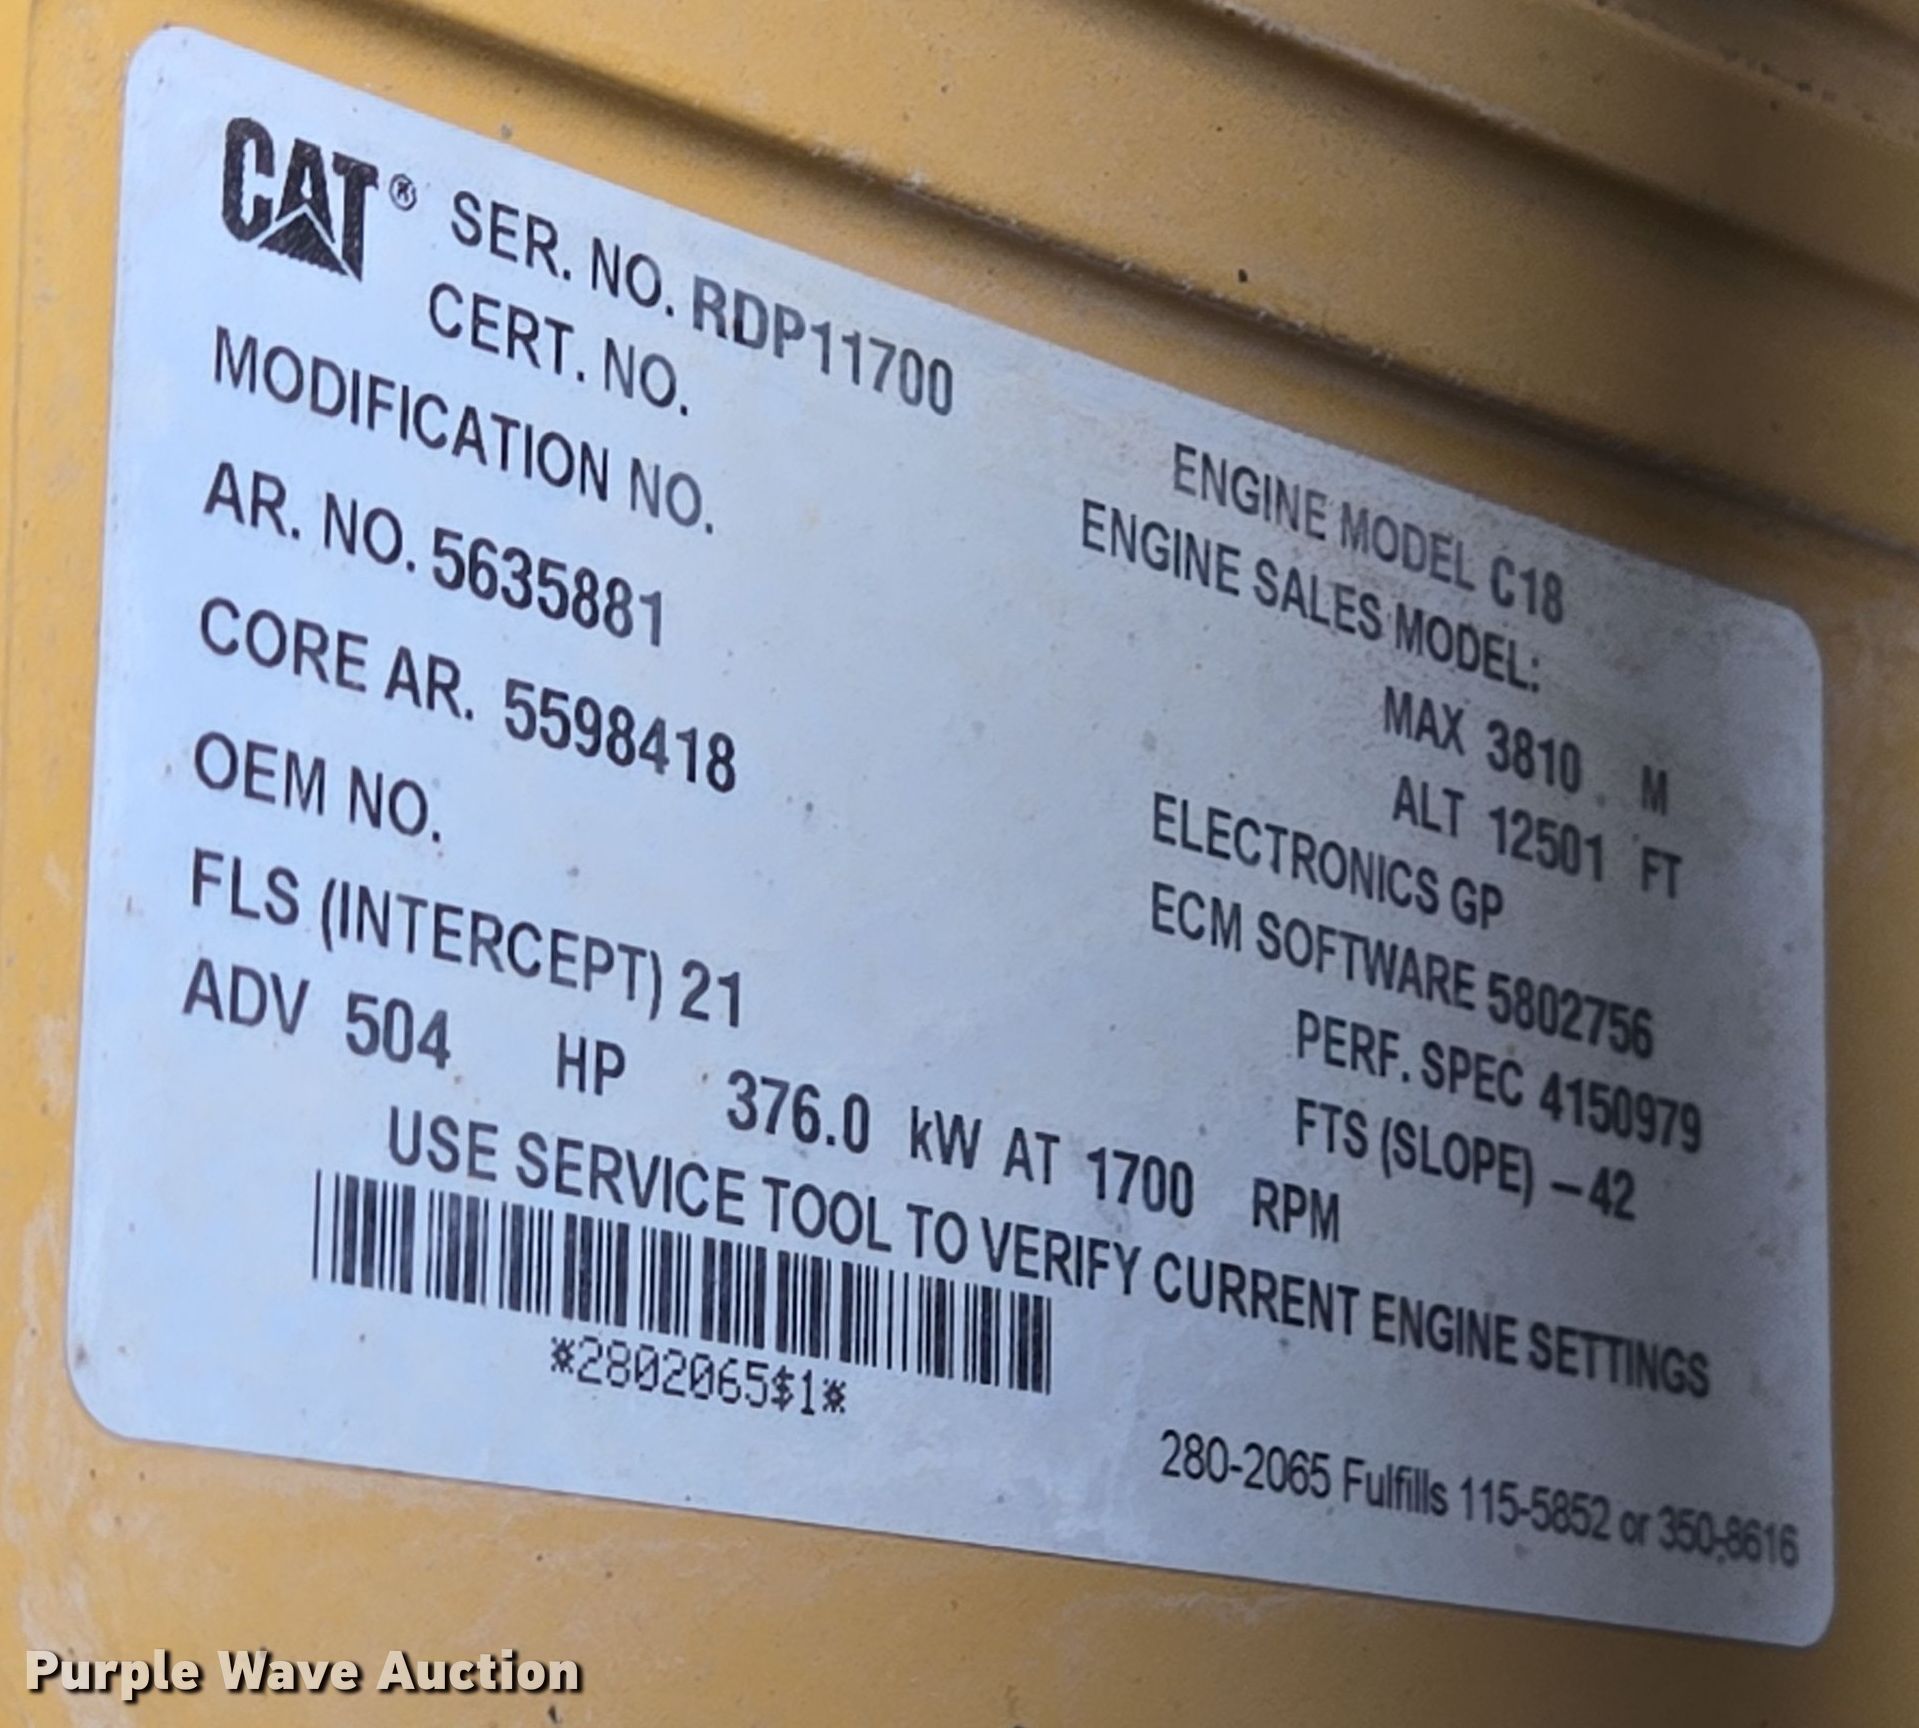 CAT® SER. NO. RDP11700
CERT. NO.
MODIFICATION NO.
AR. NO. 5635881
CORE AR. 5598418
OEM NO.
FLS (INTERCEPT) 21
ADV 504 HP 376.0 kW AT 1700 RPM
ENGINE MODEL C18
ENGINE SALES MODEL:
MAX 3810 M
ALT 12501 FT
ELECTRONICS GP
ECM SOFTWARE 5802756
PERF. SPEC 4150979
FTS (SLOPE) -42
USE SERVICE TOOL TO VERIFY CURRENT ENGINE SETTINGS
*2802065$1*
280-2065 Fulfills 115-5852 or 350-8616
Purple Wave Auction